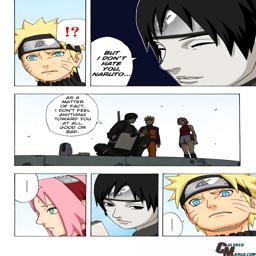 !?
BUT
I DON'T
HATE
YOU,
NARUTO...
AS A
MATTER OF
FACT, I
DON'T FEEL
ANYTHING
TOWARD YOU
AT ALL,
GOOD OR
BAD.
COLORED
MANGA.COM